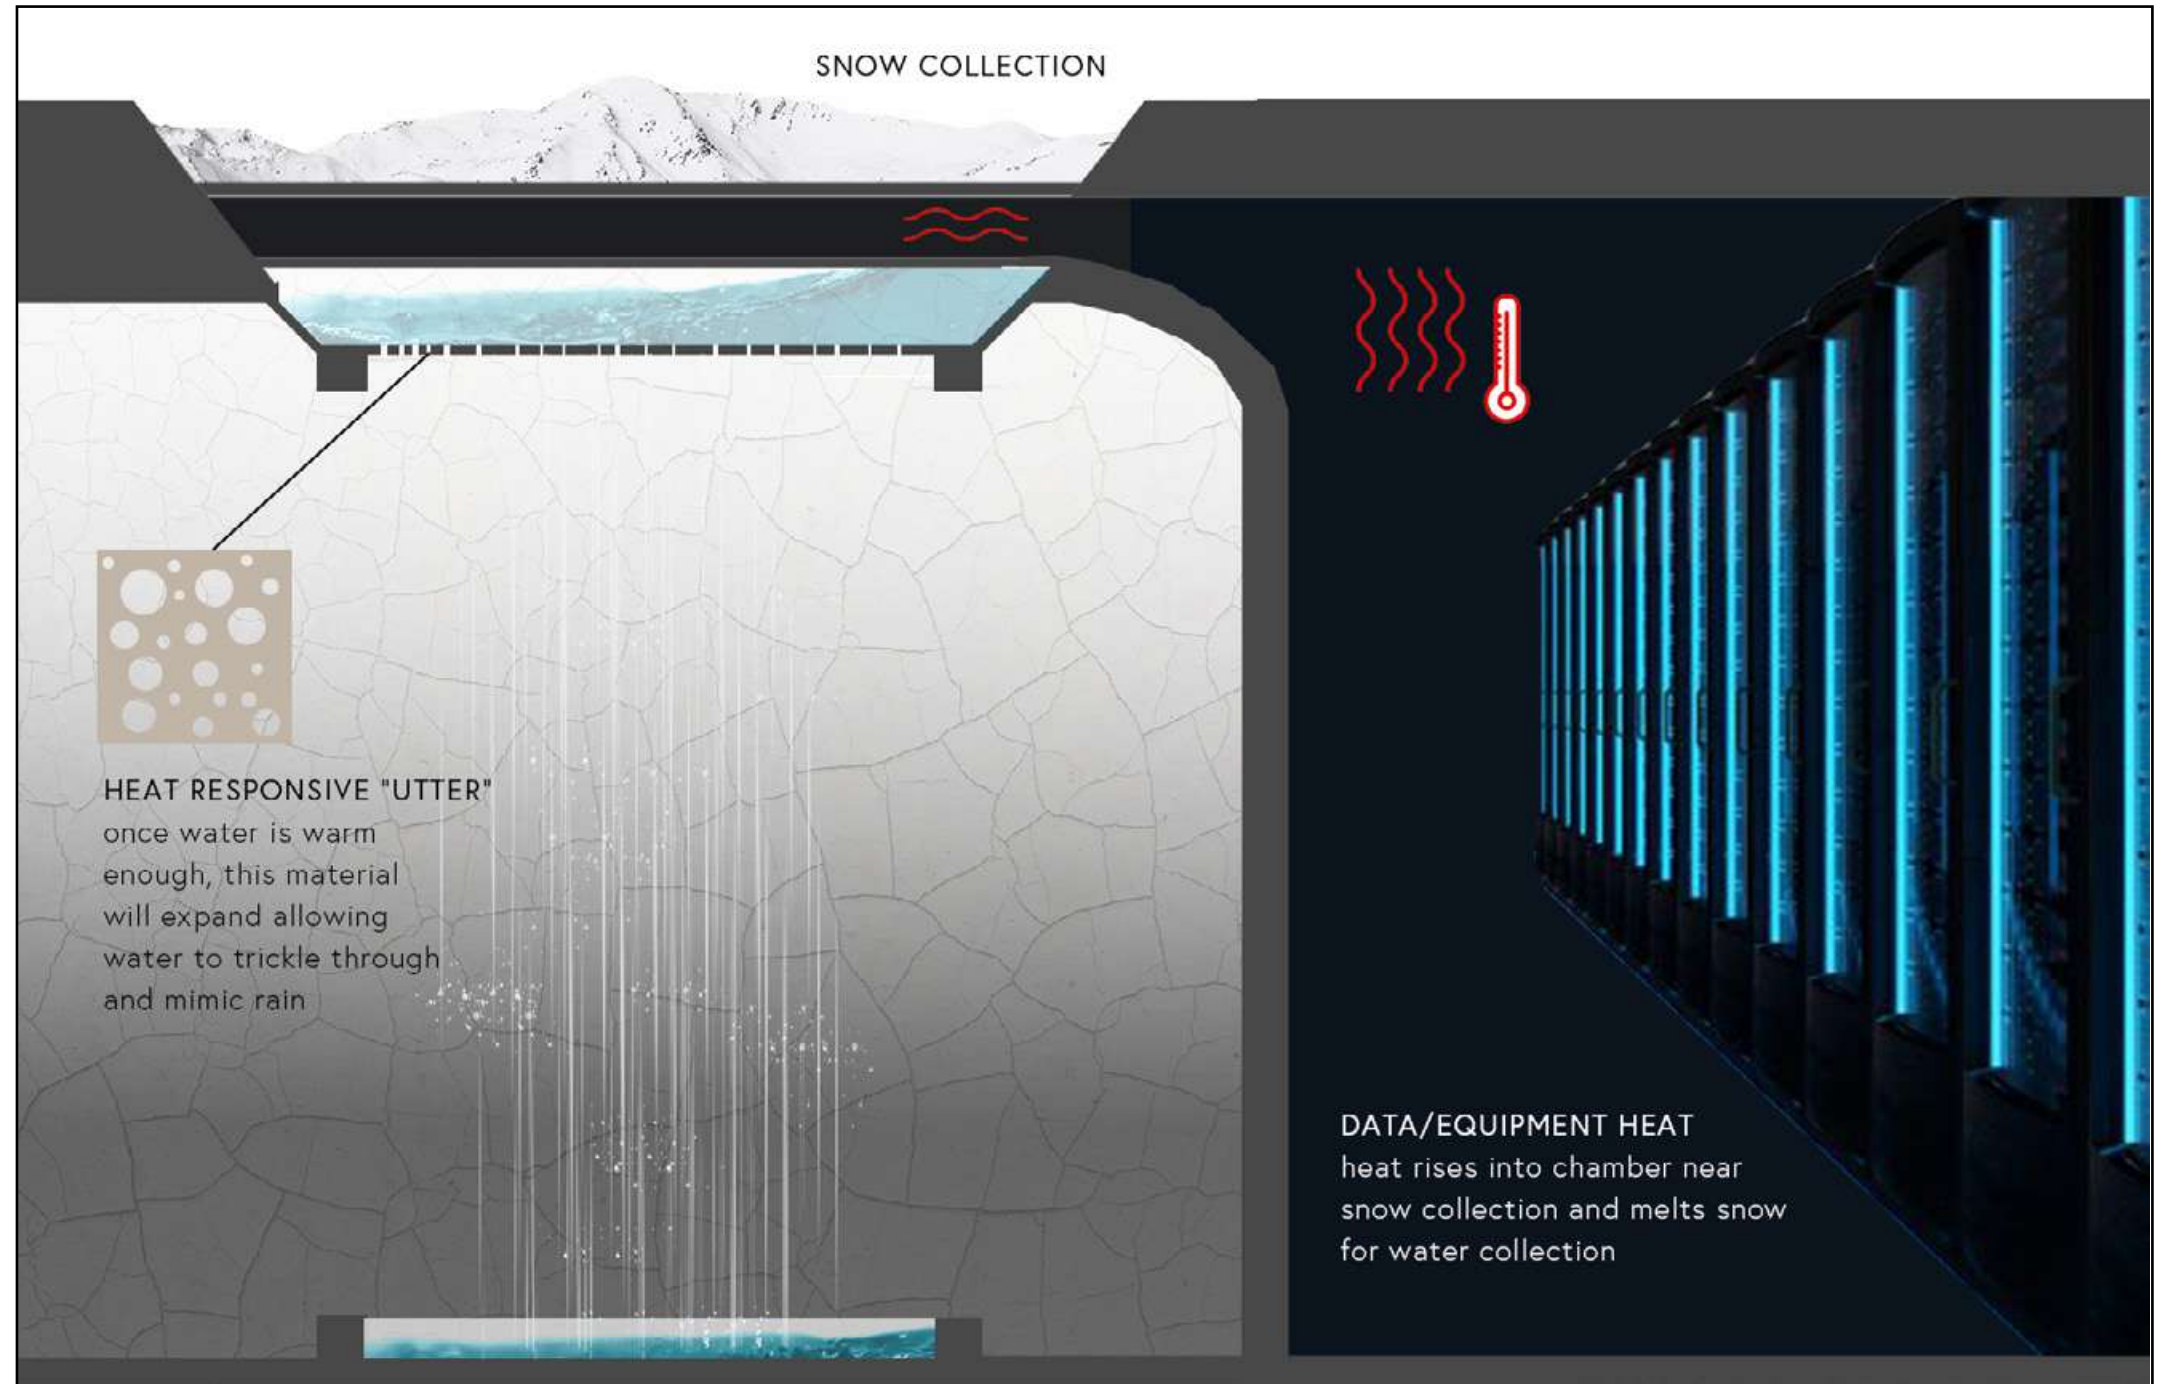 SNOW COLLECTION
HEAT RESPONSIVE "UTTER"
once water is warm
enough, this material
will expand allowing
water to trickle through
and mimic rain
DATA/EQUIPMENT HEAT
heat rises into chamber near
snow collection and melts snow
for water collection